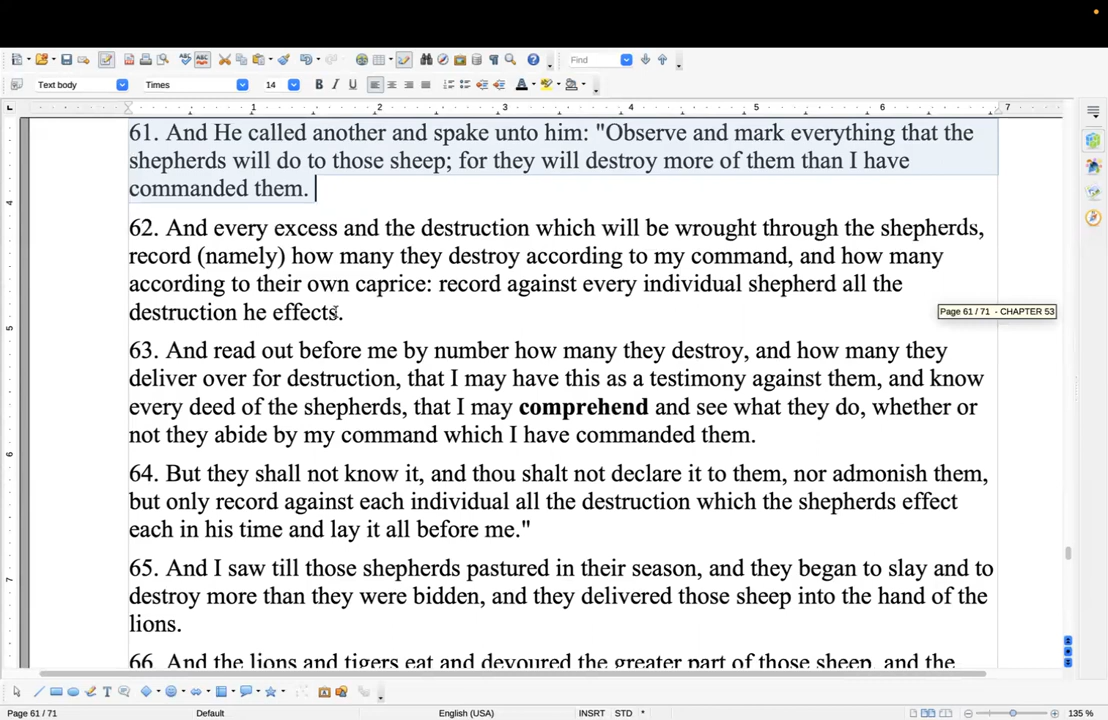 Find
Text body
Times
14
1 2 3 4 5 6 7
61. And He called another and spake unto him: "Observe and mark everything that the
shepherds will do to those sheep; for they will destroy more of them than I have
commanded them.
62. And every excess and the destruction which will be wrought through the shepherds,
record (namely) how many they destroy according to my command, and how many
according to their own caprice: record against every individual shepherd all the
destruction he effects.
Page 61 / 71 - CHAPTER 53
63. And read out before me by number how many they destroy, and how many they
deliver over for destruction, that I may have this as a testimony against them, and know
every deed of the shepherds, that I may comprehend and see what they do, whether or
not they abide by my command which I have commanded them.
64. But they shall not know it, and thou shalt not declare it to them, nor admonish them,
but only record against each individual all the destruction which the shepherds effect
each in his time and lay it all before me."
65. And I saw till those shepherds pastured in their season, and they began to slay and to
destroy more than they were bidden, and they delivered those sheep into the hand of the
lions.
66. And the lions and tigers eat and devoured the greater part of those sheep, and the
4
5
6
7
Page 61 / 71 Default English (USA) INSRT STD * 135 %